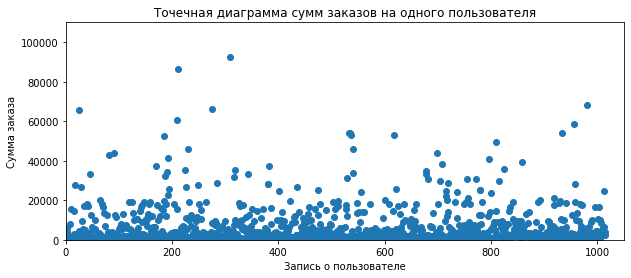 Точечная диаграмма сумм заказов на одного пользователя
100000
80000
60000
40000
20000
0
Сумма заказа
0 200 400 600 800 1000
Запись о пользователе